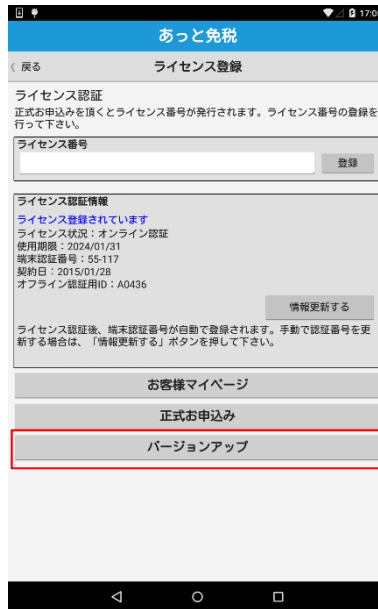 17:0
あっと免税
戻る
ライセンス登録
ライセンス認証
正式お申込みを頂くとライセンス番号が発行されます。ライセンス番号の登録を
行って下さい。
ライセンス番号
登録
ライセンス認証情報
ライセンス登録されています
ライセンス状況：オンライン認証
使用期限：2024/01/31
端末認証番号：55-117
契約日：2015/01/28
オフライン認証用ID：A0436
情報更新する
ライセンス認証後、端末認証番号が自動で登録されます。手動で認証番号を更
新する場合は、「情報更新する」ボタンを押して下さい。
お客様マイページ
正式お申込み
バージョンアップ